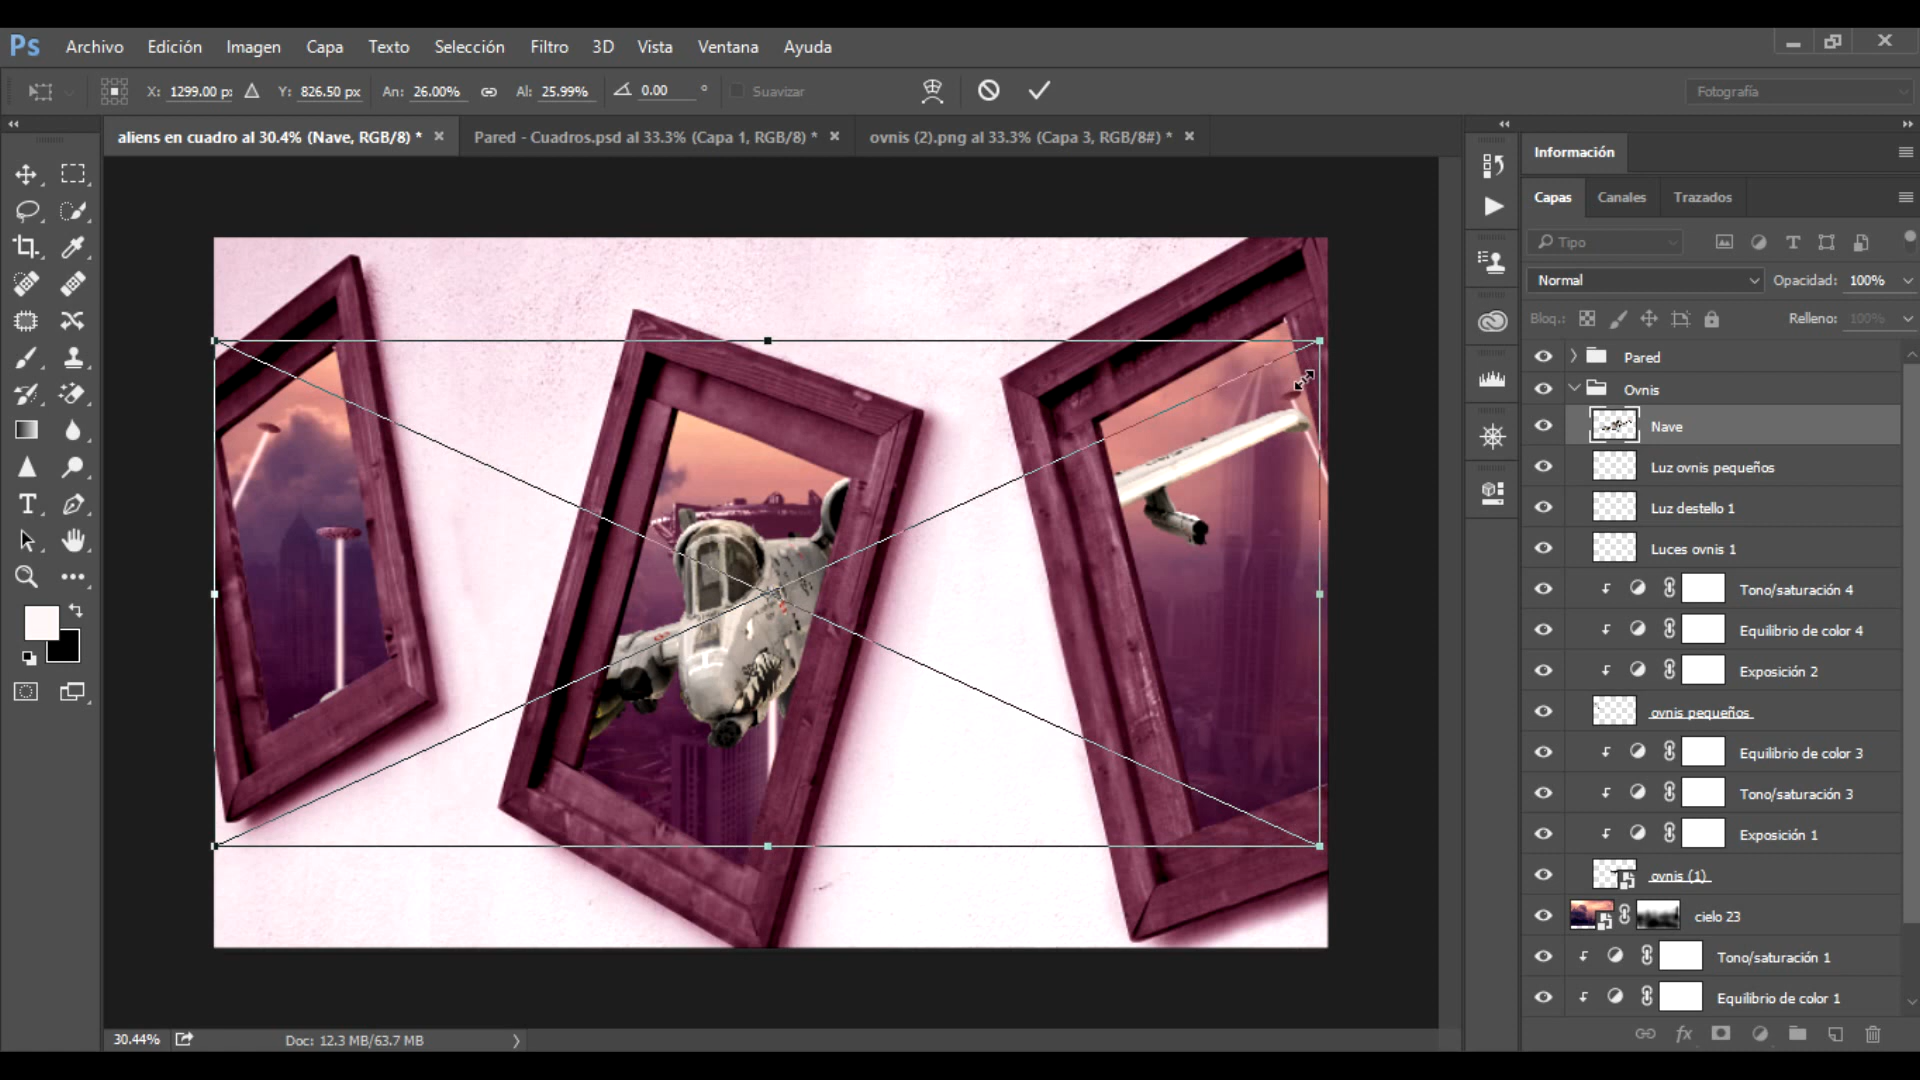 Ps Archivo Edición Imagen Capa Texto Selección Filtro 3D Vista Ventana Ayuda
X: 1299.00 p: Y: 826.50 px An: 26.00% Al: 25.99% 0.00 ° Suavizar Fotografía
aliens en cuadro al 30.4% (Nave, RGB/8) * Pared - Cuadros.psd al 33.3% (Capa 1, RGB/8) * ovnis (2).png al 33.3% (Capa 3, RGB/8#) *
Información
Capas Canales Trazados
Tipo
Normal Opacidad: 100%
Bloq.: Relleno: 100%
Pared
Ovnis
Nave
Luz ovnis pequeños
Luz destello 1
Luces ovnis 1
Tono/saturación 4
Equilibrio de color 4
Exposición 2
ovnis pequeños
Equilibrio de color 3
Tono/saturación 3
Exposición 1
ovnis (1)
cielo 23
Tono/saturación 1
Equilibrio de color 1
fx
30.44% Doc: 12.3 MB/63.7 MB